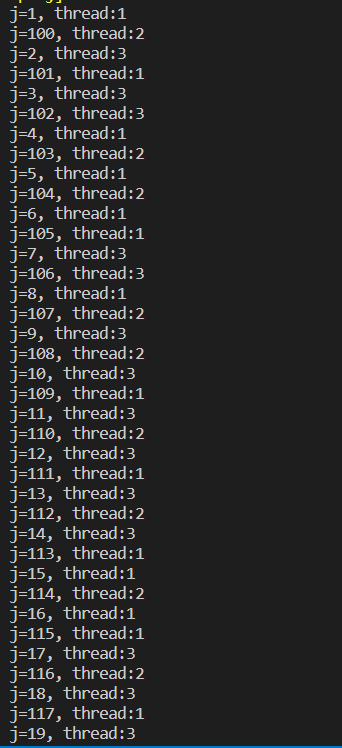 j=1, thread:1
j=100, thread:2
j=2, thread:3
j=101, thread:1
j=3, thread:3
j=102, thread:3
j=4, thread:1
j=103, thread:2
j=5, thread:1
j=104, thread:2
j=6, thread:1
j=105, thread:1
j=7, thread:3
j=106, thread:3
j=8, thread:1
j=107, thread:2
j=9, thread:3
j=108, thread:2
j=10, thread:3
j=109, thread:1
j=11, thread:3
j=110, thread:2
j=12, thread:3
j=111, thread:1
j=13, thread:3
j=112, thread:2
j=14, thread:3
j=113, thread:1
j=15, thread:1
j=114, thread:2
j=16, thread:1
j=115, thread:1
j=17, thread:3
j=116, thread:2
j=18, thread:3
j=117, thread:1
j=19, thread:3